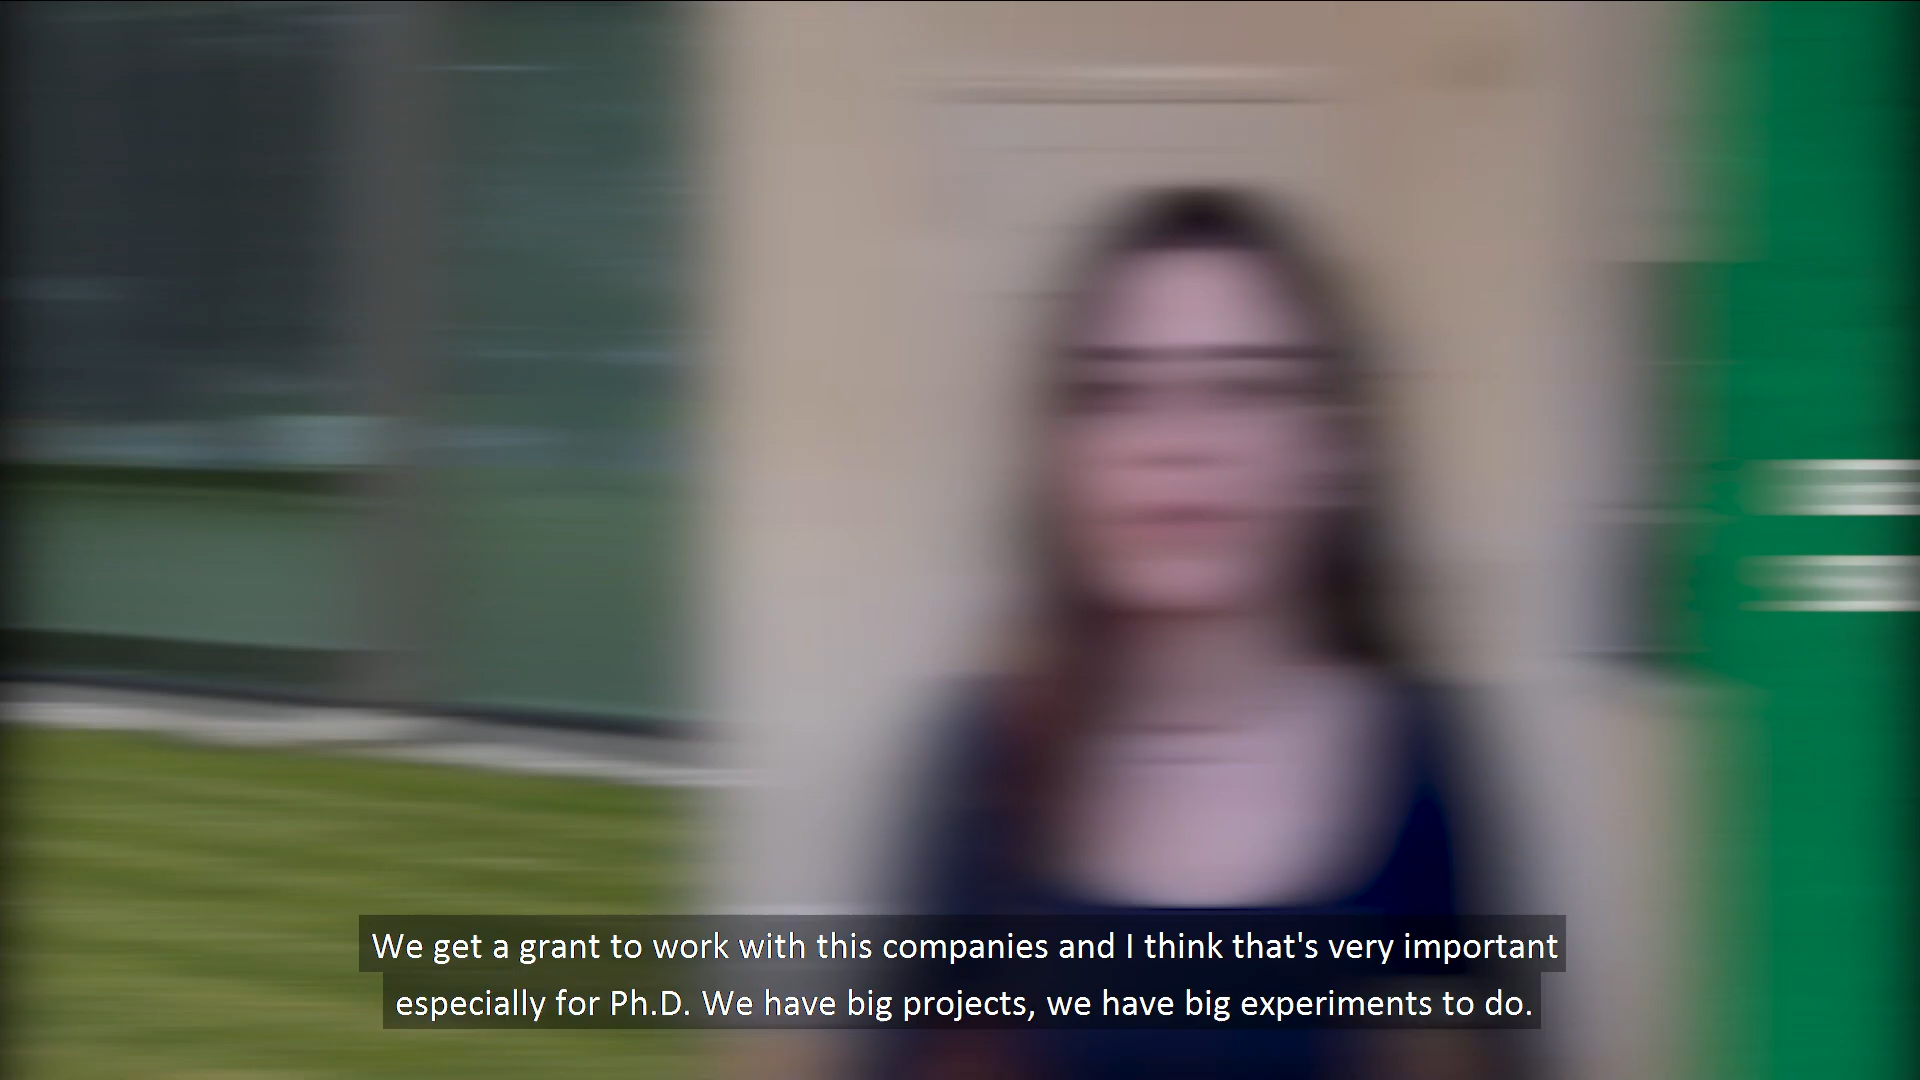 We get a grant to work with this companies and I think that's very important
especially for Ph.D. We have big projects, we have big experiments to do.